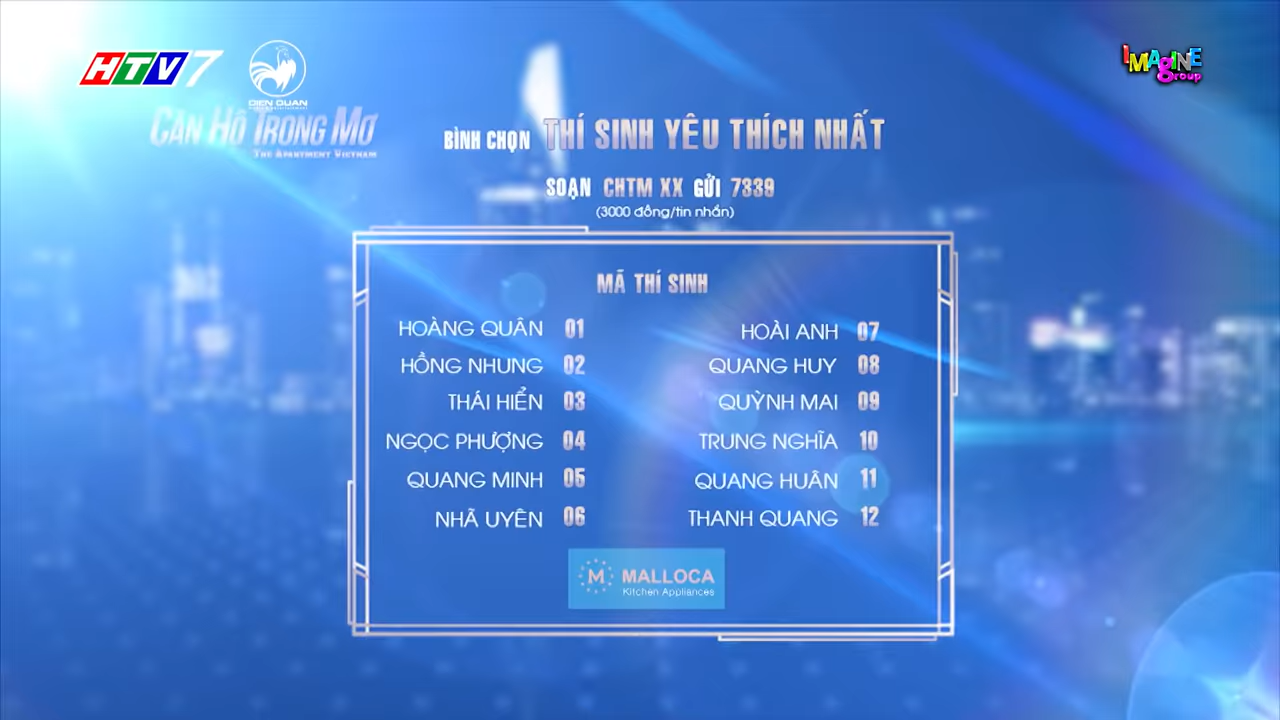 HTV7
DIEN QUAN
IMAGINE
group
CĂN HỘ TRONG MƠ
THE APARTMENT VIETNAM
BÌNH CHỌN THÍ SINH YÊU THÍCH NHẤT
SOẠN CHTM XX GỬI 7339
(3000 đồng/tin nhắn)
MÃ THÍ SINH
HOÀNG QUÂN 01
HỒNG NHUNG 02
THÁI HIỂN 03
NGỌC PHƯỢNG 04
QUANG MINH 05
NHÃ UYÊN 06
HOÀI ANH 07
QUANG HUY 08
QUỲNH MAI 09
TRUNG NGHĨA 10
QUANG HUÂN 11
THANH QUANG 12
M MALLOCA
Kitchen Appliances